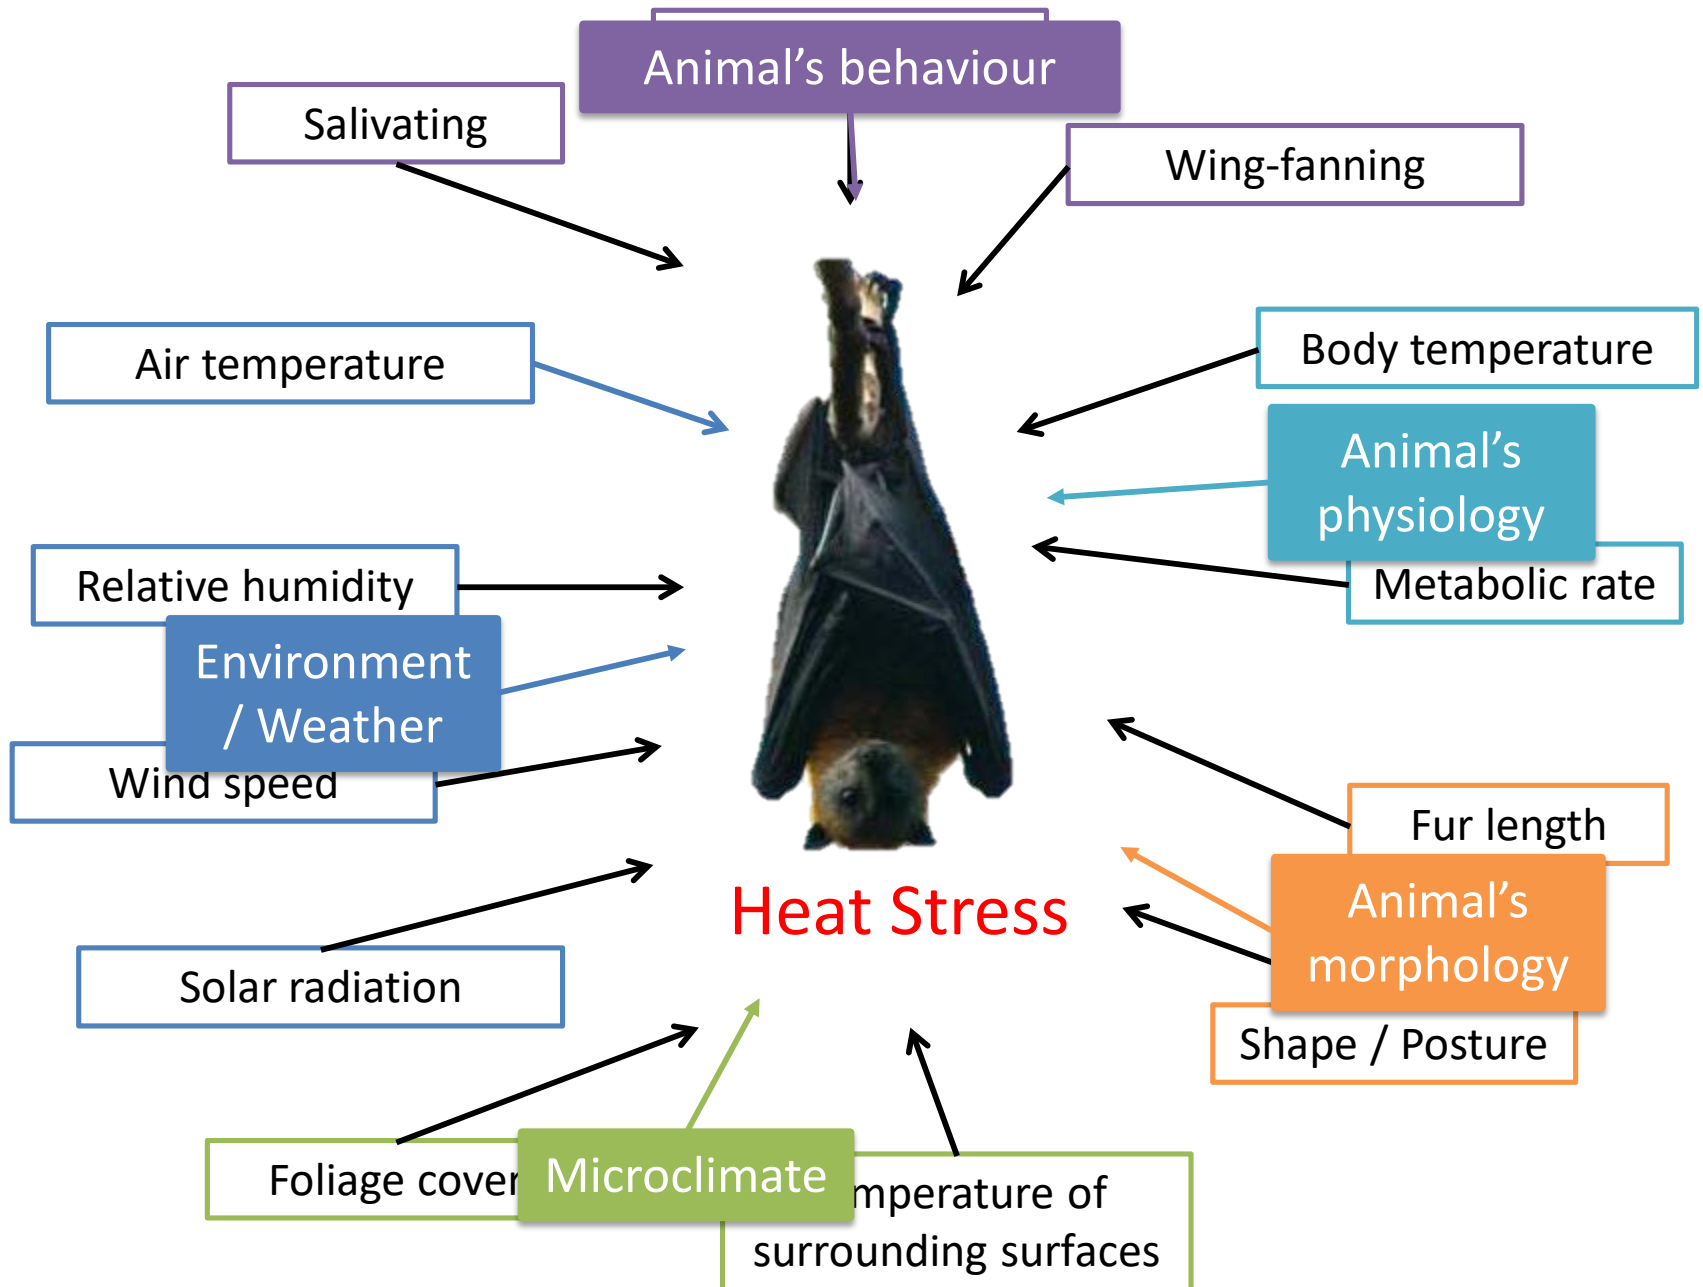 Animal’s behaviour
Salivating
Wing-fanning
Air temperature
Body temperature
Animal’s
physiology
Relative humidity
Metabolic rate
Environment
/ Weather
Wind speed
Fur length
Heat Stress
Animal’s
morphology
Solar radiation
Shape / Posture
Foliage cover
Microclimate
mperature of
surrounding surfaces